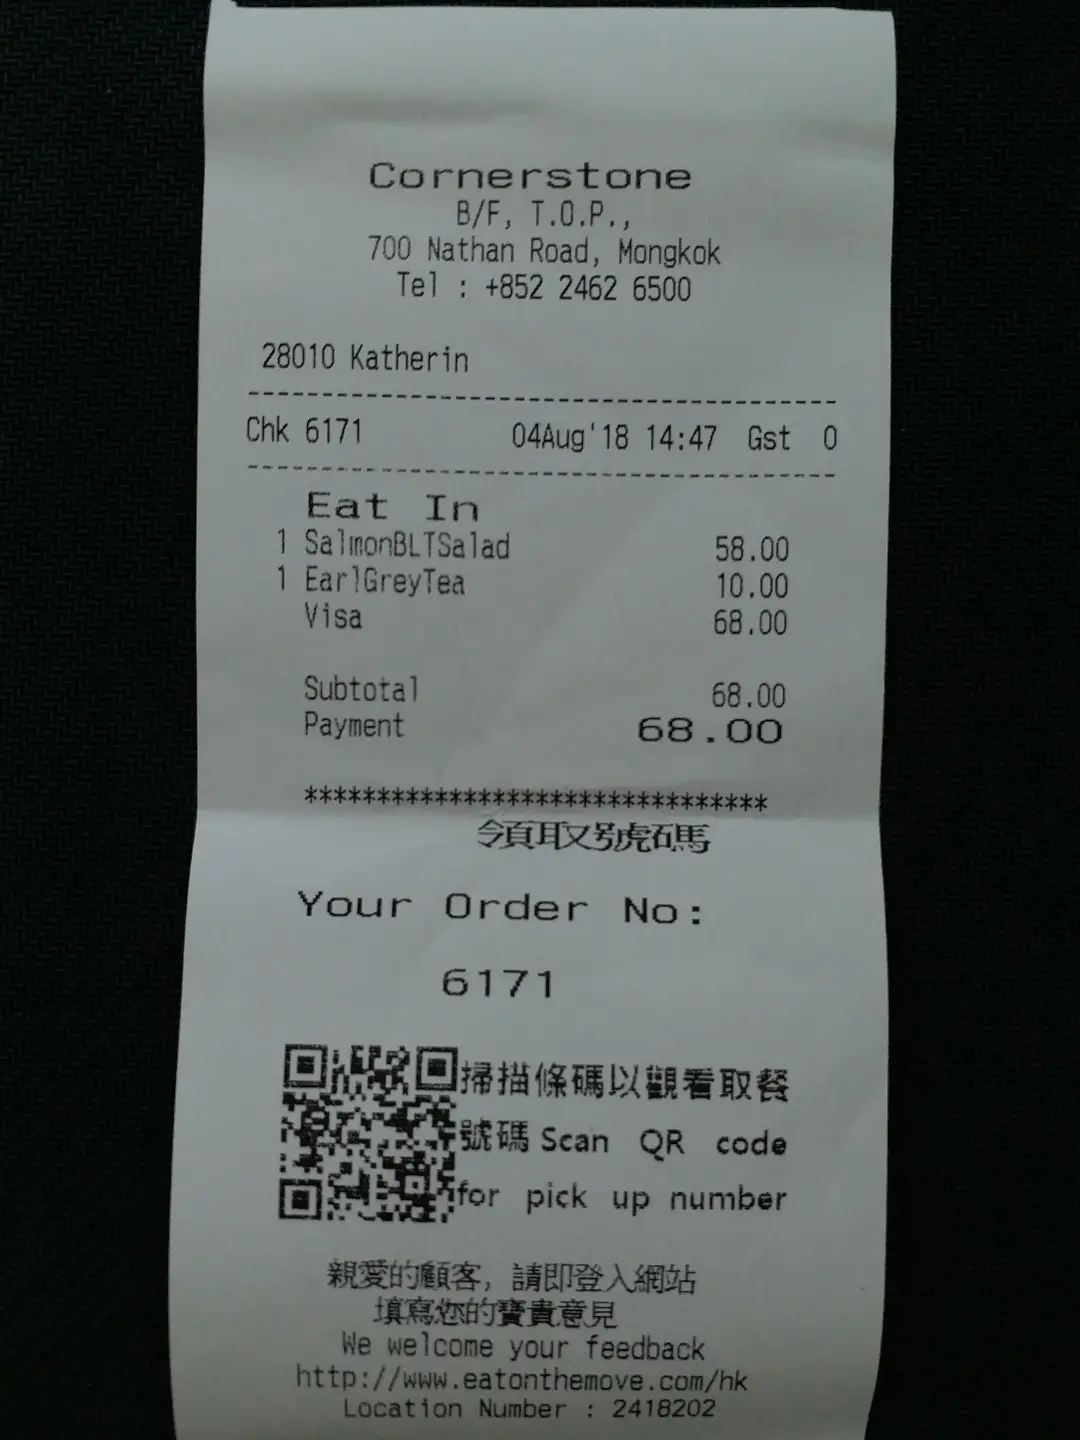 Cornerstone
B/F, T.O.P.,
700 Nathan Road, Mongkok
Tel : +852 2462 6500
28010 Katherin
----------------------------------------
Chk 6171 04Aug'18 14:47 Gst 0
----------------------------------------
Eat In
1 SalmonBLTSalad 58.00
1 EarlGreyTea 10.00
Visa 68.00
Subtotal 68.00
Payment 68.00
********************************
領取號碼
Your Order No:
6171
掃描條碼以觀看取餐
號碼 Scan QR code
for pick up number
親愛的顧客，請即登入網站
填寫您的寶貴意見
We welcome your feedback
http://www.eatonthemove.com/hk
Location Number : 2418202